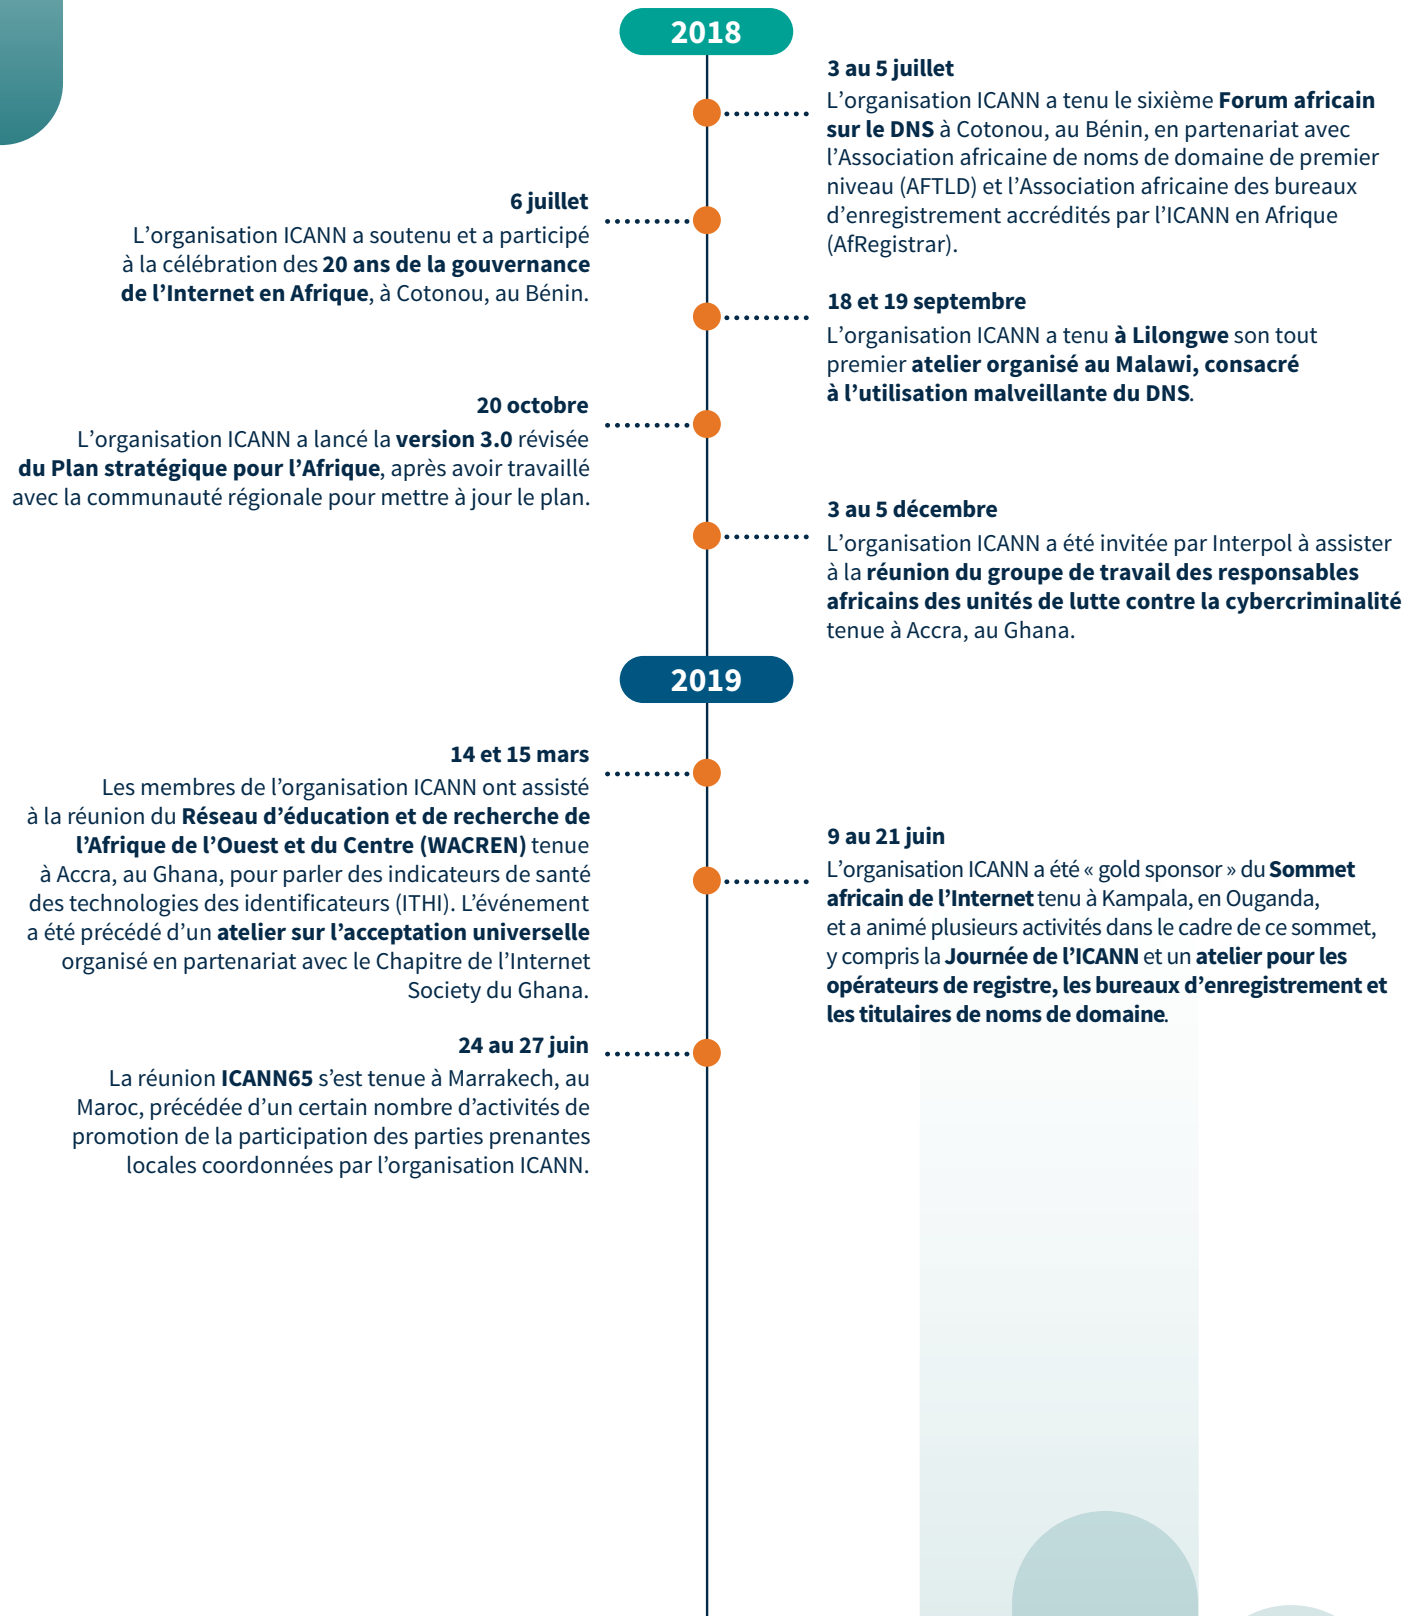 2018
3 au 5 juillet
L’organisation ICANN a tenu le sixième Forum africain
sur le DNS à Cotonou, au Bénin, en partenariat avec
l’Association africaine de noms de domaine de premier
niveau (AFTLD) et l’Association africaine des bureaux
d’enregistrement accrédités par l’ICANN en Afrique
(AfRegistrar).
6 juillet
L’organisation ICANN a soutenu et a participé
à la célébration des 20 ans de la gouvernance
de l’Internet en Afrique, à Cotonou, au Bénin.
18 et 19 septembre
L’organisation ICANN a tenu à Lilongwe son tout
premier atelier organisé au Malawi, consacré
à l’utilisation malveillante du DNS.
20 octobre
L’organisation ICANN a lancé la version 3.0 révisée
du Plan stratégique pour l’Afrique, après avoir travaillé
avec la communauté régionale pour mettre à jour le plan.
3 au 5 décembre
L’organisation ICANN a été invitée par Interpol à assister
à la réunion du groupe de travail des responsables
africains des unités de lutte contre la cybercriminalité
tenue à Accra, au Ghana.
2019
14 et 15 mars
Les membres de l’organisation ICANN ont assisté
à la réunion du Réseau d’éducation et de recherche de
l’Afrique de l’Ouest et du Centre (WACREN) tenue
à Accra, au Ghana, pour parler des indicateurs de santé
des technologies des identificateurs (ITHI). L’événement
a été précédé d’un atelier sur l’acceptation universelle
organisé en partenariat avec le Chapitre de l’Internet
Society du Ghana.
9 au 21 juin
L’organisation ICANN a été « gold sponsor » du Sommet
africain de l’Internet tenu à Kampala, en Ouganda,
et a animé plusieurs activités dans le cadre de ce sommet,
y compris la Journée de l’ICANN et un atelier pour les
opérateurs de registre, les bureaux d’enregistrement et
les titulaires de noms de domaine.
24 au 27 juin
La réunion ICANN65 s’est tenue à Marrakech, au
Maroc, précédée d’un certain nombre d’activités de
promotion de la participation des parties prenantes
locales coordonnées par l’organisation ICANN.